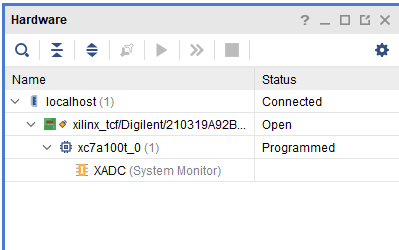 Hardware
Name Status
localhost (1) Connected
xilinx_tcf/Digilent/210319A92B... Open
xc7a100t_0 (1) Programmed
XADC (System Monitor)